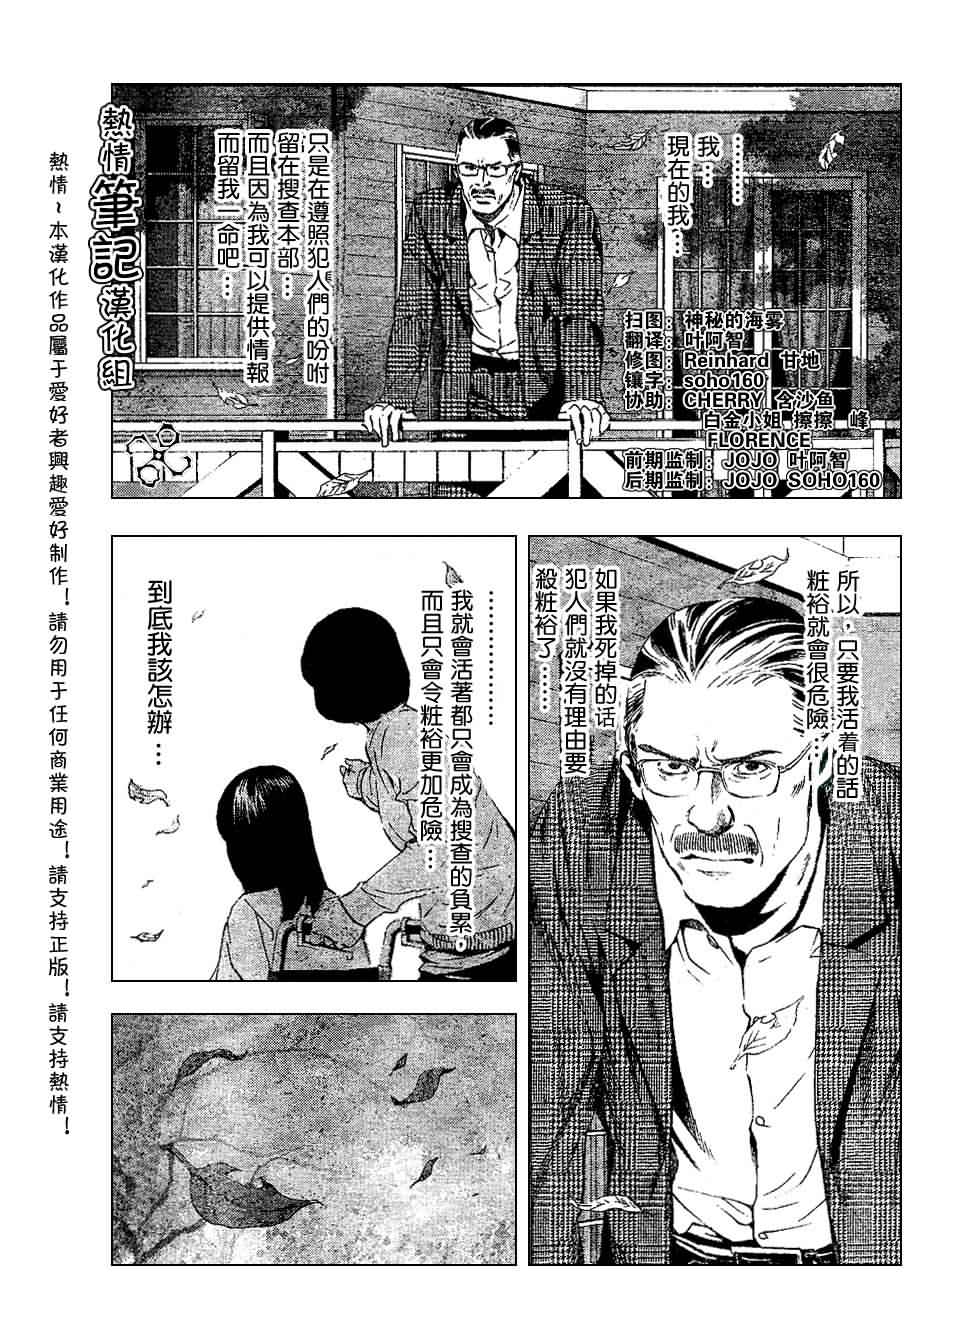 ………
我…
現在的我…
只是在遵照犯人們的吩咐
留在搜查本部…
而且因為我可以提供情報
而留我一命吧…
熱情筆記漢化組
扫图：神秘的海雾
翻译：叶阿智
修图：Reinhard 甘地
镶字：soho160
协助：CHERRY 含沙鱼
白金小姐 擦擦 峰
FLORENCE
前期监制：JOJO 叶阿智
后期监制：JOJO SOHO160
所以，只要我活着的話
粧裕就會很危險…
如果我死掉的话
犯人們就沒有理由要
殺粧裕了……
……………
我就會活著都只會成為搜查的負累，
而且只會令粧裕更加危險…
到底我該怎辦…
熱情～本漢化作品屬于愛好者興趣愛好制作！請勿用于任何商業用途！請支持正版！請支持熱情！